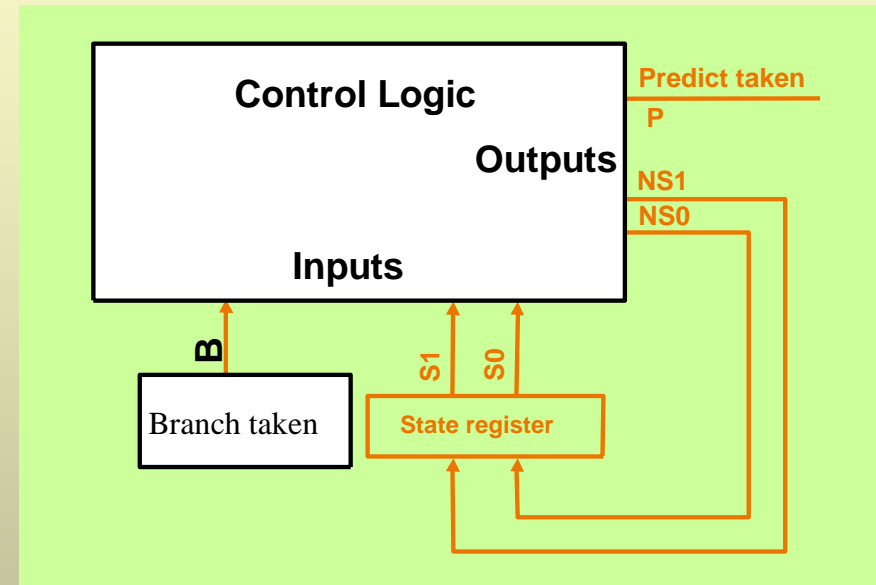 Control Logic
Predict taken
P
Outputs
NS1
NS0
Inputs
B
S1
S0
Branch taken
State register